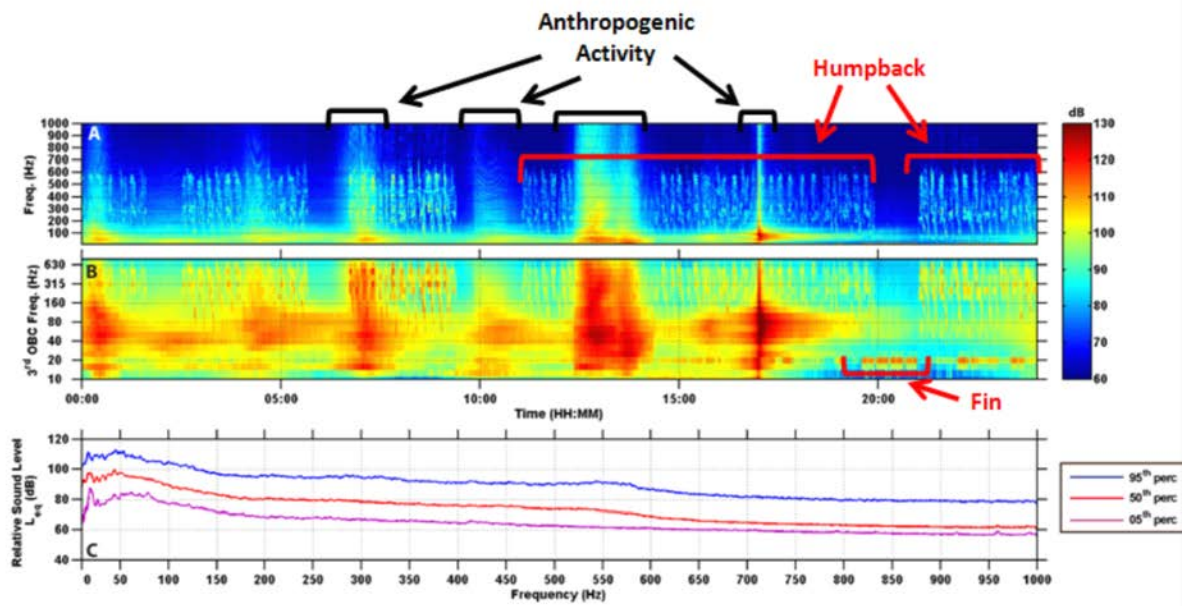 Anthropogenic
Activity
Humpback
dB
A
1000
900
800
700
600
500
400
300
200
100
Freq. (Hz)
130
120
110
100
90
80
70
60
B
630
315
160
80
40
20
10
3rd OBC Freq. (Hz)
00:00 05:00 10:00 15:00 20:00
Time (HH:MM)
Fin
120
100
80
60
40
Relative Sound Level
Leq (dB)
C
95th perc
50th perc
05th perc
0 50 100 150 200 250 300 350 400 450 500 550 600 650 700 750 800 850 900 950 1000
Frequency (Hz)